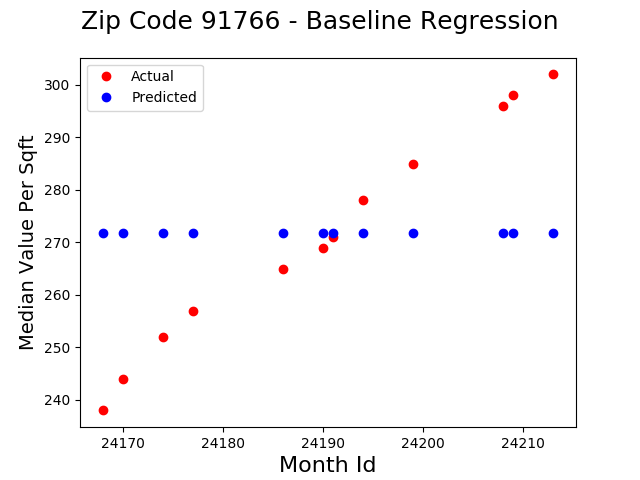 Zip Code 91766 - Baseline Regression
Actual
Predicted
Median Value Per Sqft
300
290
280
270
260
250
240
24170 24180 24190 24200 24210
Month Id